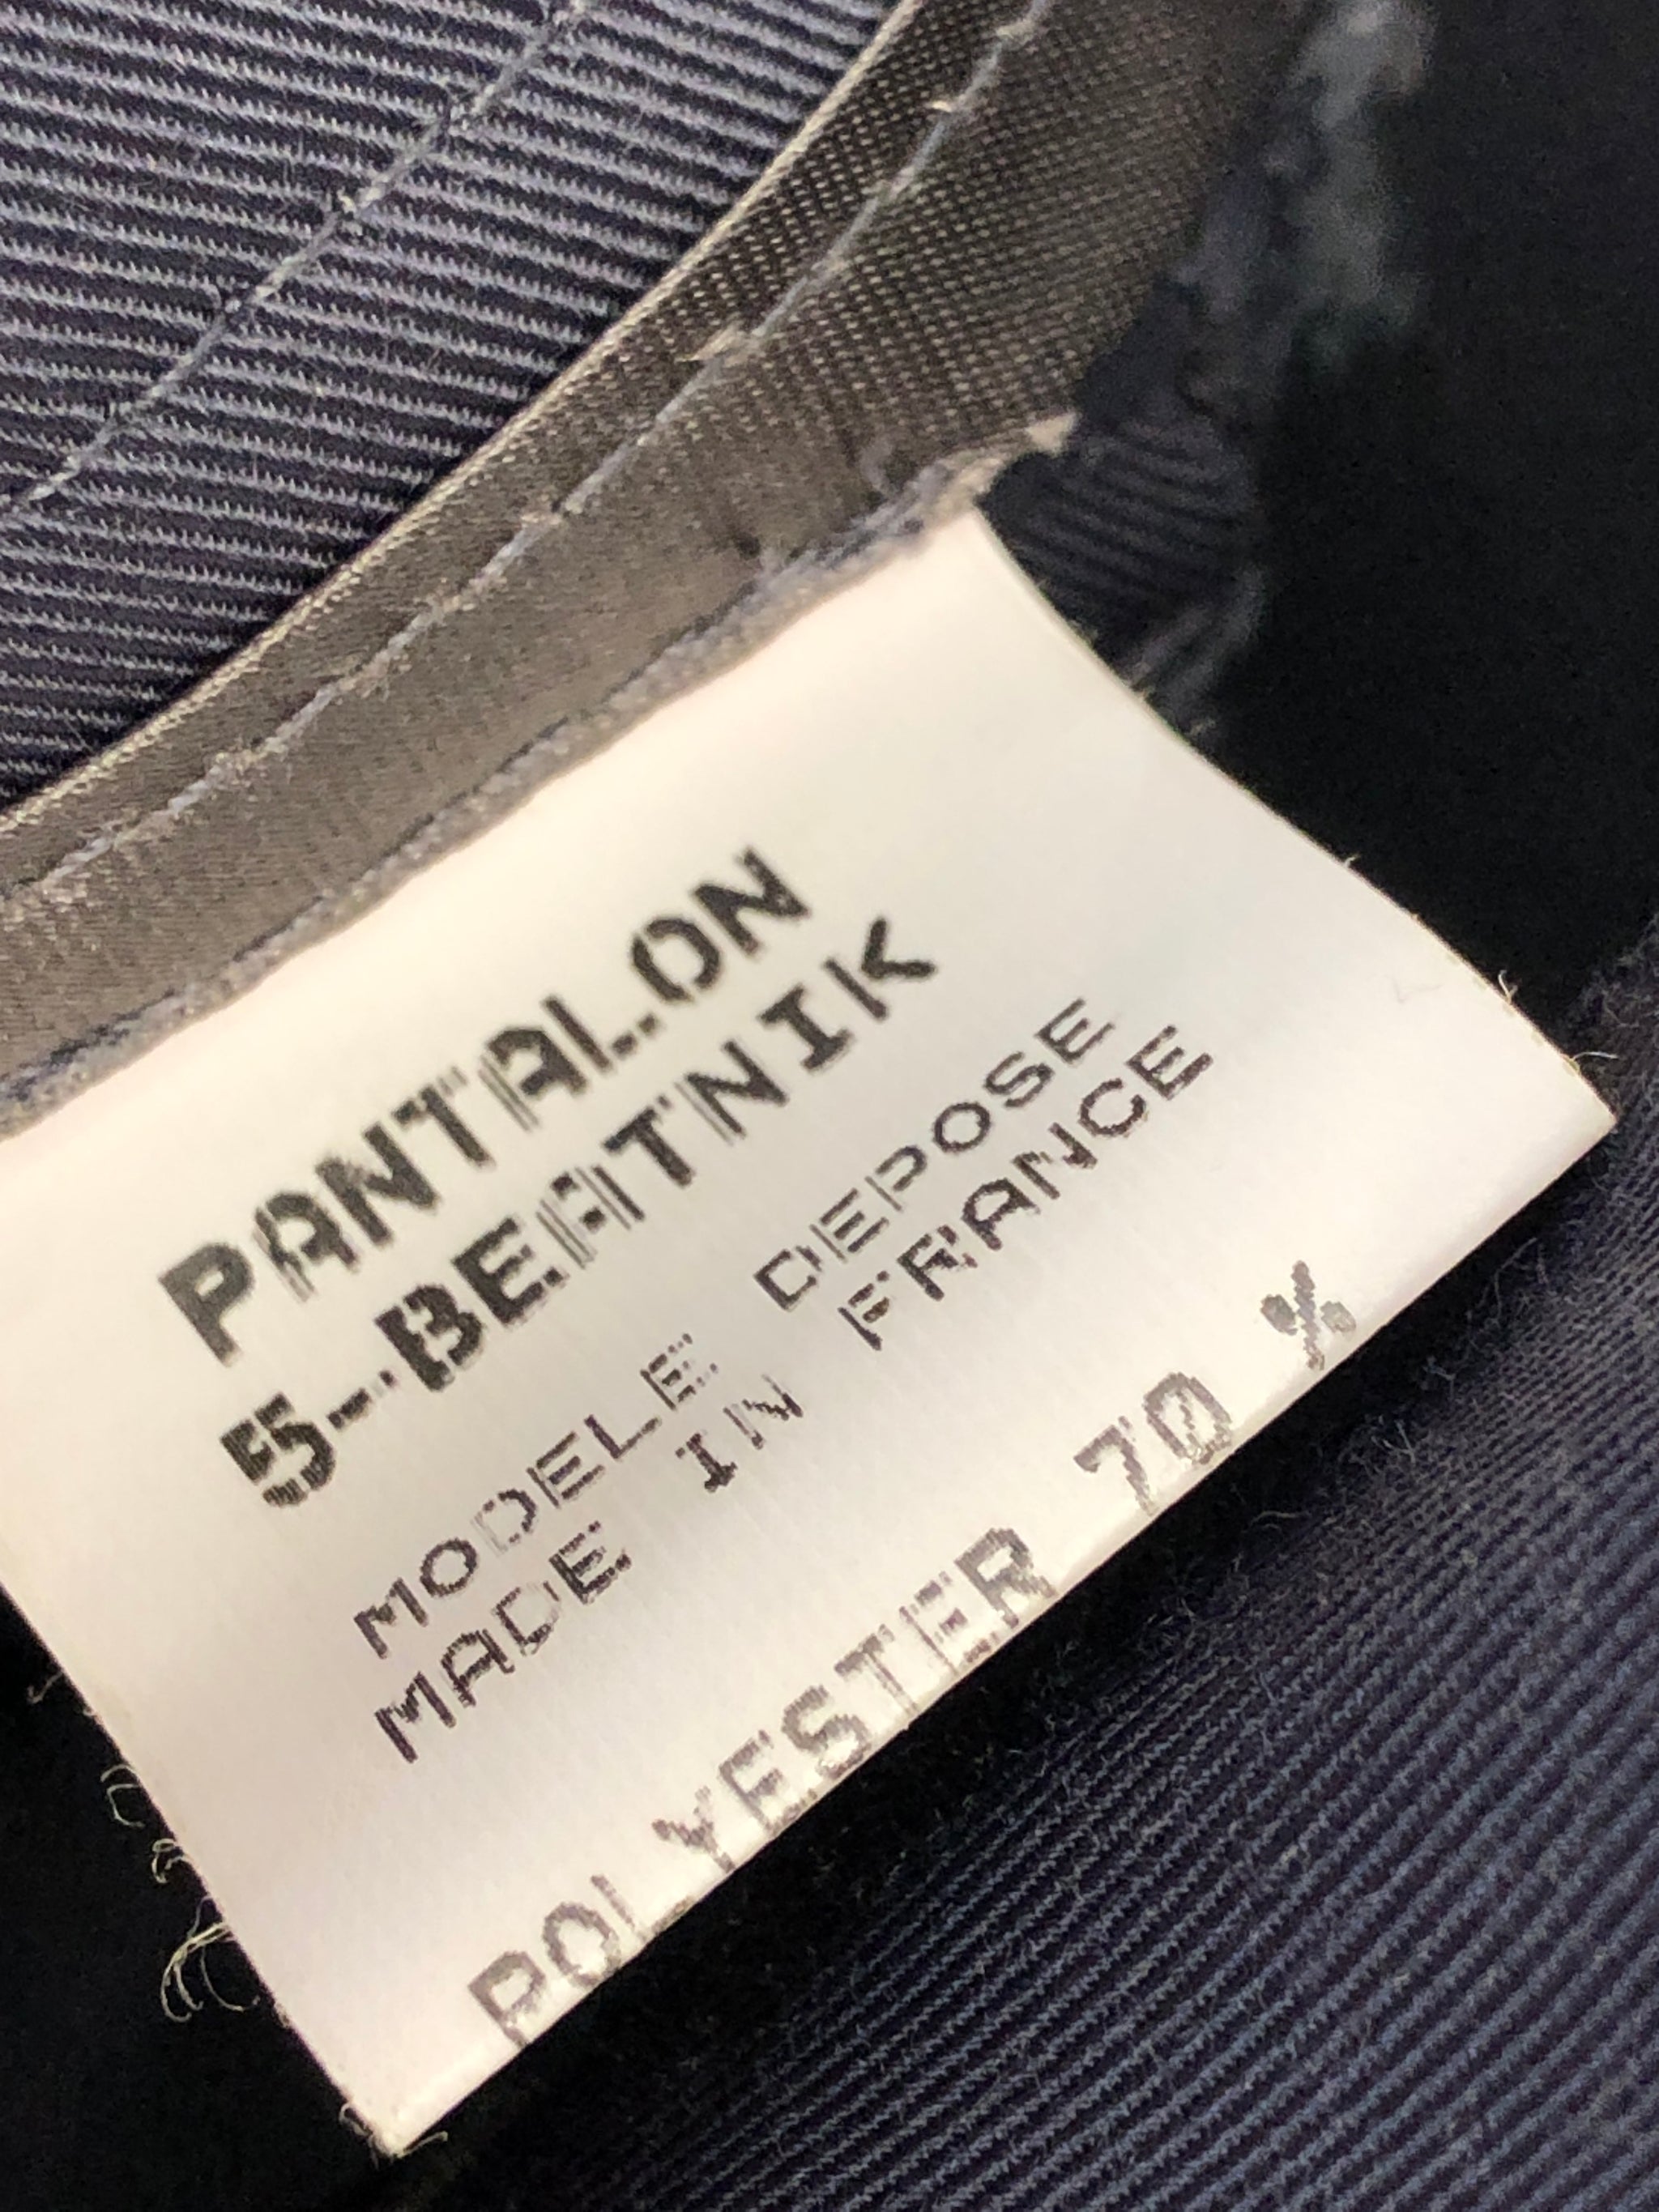 PANTALON
5-BEATNIK
MODELE DEPOSE
MADE IN FRANCE
POLYESTER 70 %